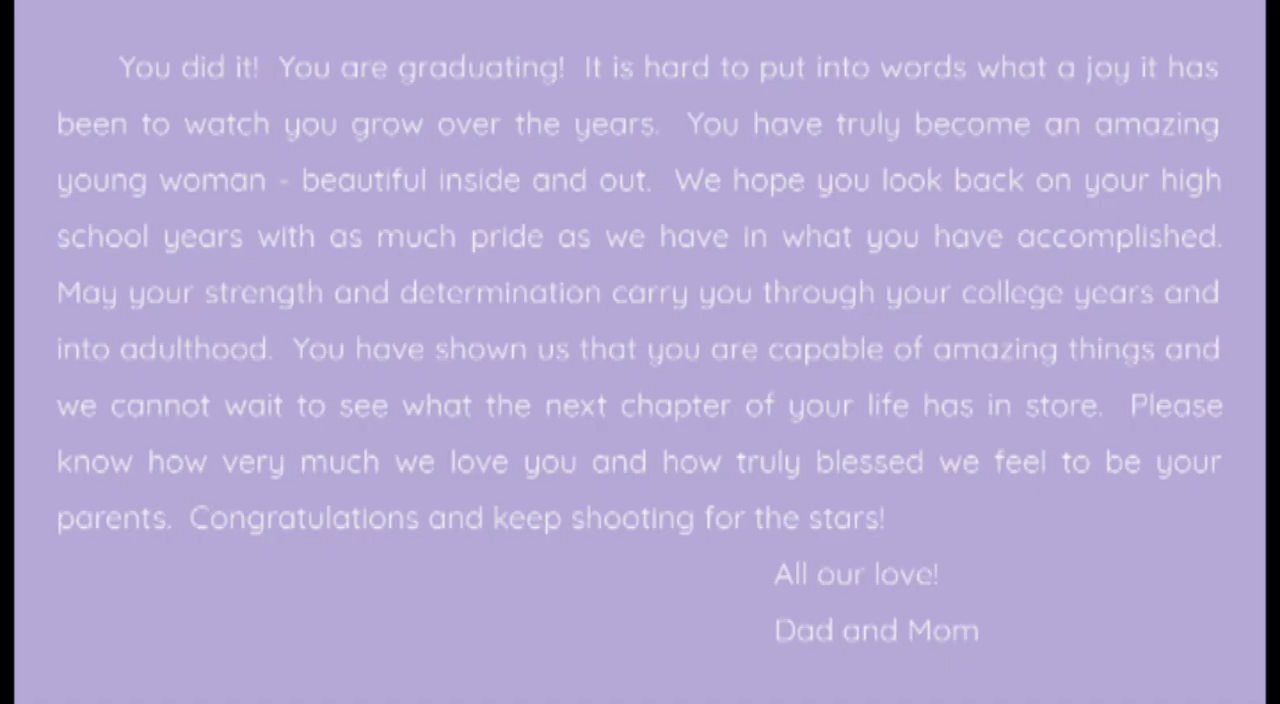 You did it! You are graduating! It is hard to put into words what a joy it has
been to watch you grow over the years. You have truly become an amazing
young woman - beautiful inside and out. We hope you look back on your high
school years with as much pride as we have in what you have accomplished.
May your strength and determination carry you through your college years and
into adulthood. You have shown us that you are capable of amazing things and
we cannot wait to see what the next chapter of your life has in store. Please
know how very much we love you and how truly blessed we feel to be your
parents. Congratulations and keep shooting for the stars!
All our love!
Dad and Mom